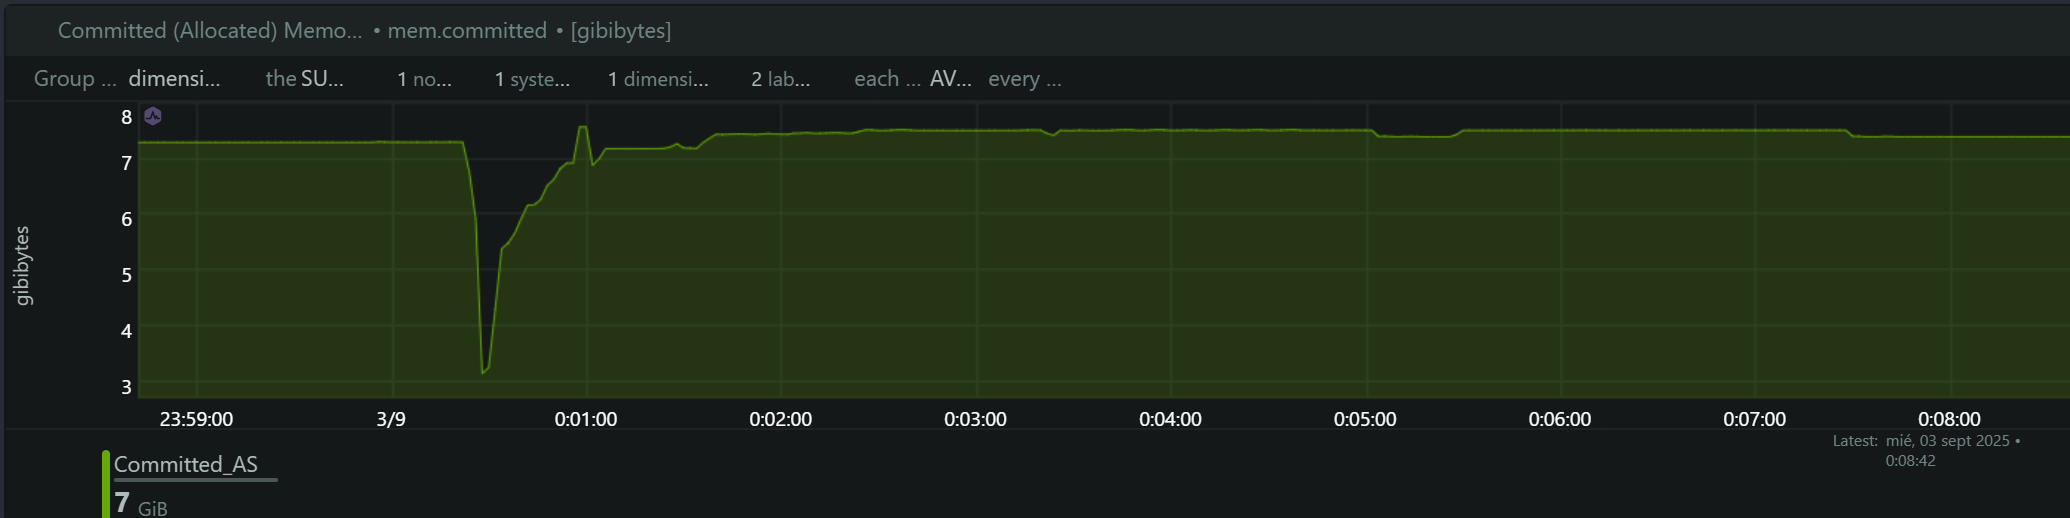 Committed (Allocated) Memo... • mem.committed • [gibibytes]
Group ... dimensi... the SU... 1 no... 1 syste... 1 dimensi... 2 lab... each ... AV... every ...
8
7
6
5
4
3
gibibytes
23:59:00 3/9 0:01:00 0:02:00 0:03:00 0:04:00 0:05:00 0:06:00 0:07:00 0:08:00
Latest: mié, 03 sept 2025 •
0:08:42
Committed_AS
7 GiB